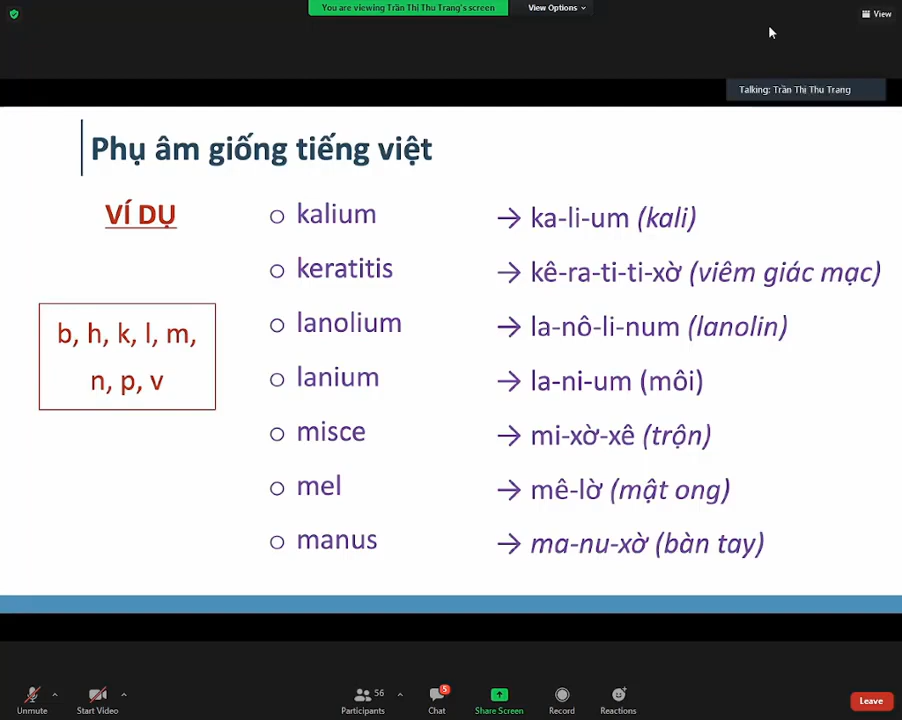 You are viewing Trần Thị Thu Trang's screen
View Options
View
Talking: Trần Thị Thu Trang
Phụ âm giống tiếng việt
VÍ DỤ
b, h, k, l, m,
n, p, v
kalium → ka-li-um (kali)
keratitis → kê-ra-ti-ti-xờ (viêm giác mạc)
lanolium → la-nô-li-num (lanolin)
lanium → la-ni-um (môi)
misce → mi-xờ-xê (trộn)
mel → mê-lờ (mật ong)
manus → ma-nu-xờ (bàn tay)
Unmute
Start Video
56
Participants
5
Chat
Share Screen
Record
Reactions
Leave